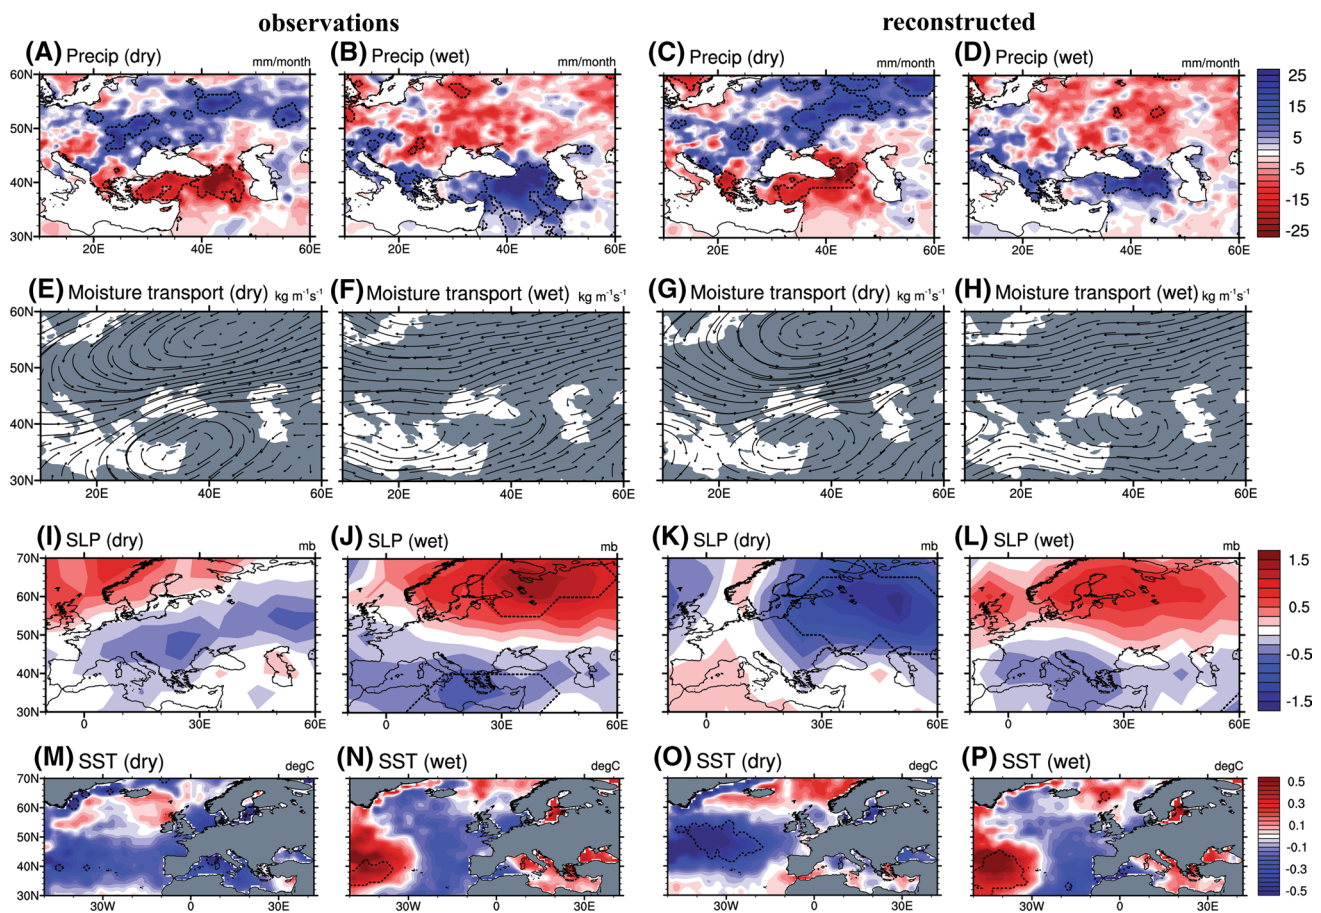 observations reconstructed
(A) Precip (dry) mm/month (B) Precip (wet) mm/month (C) Precip (dry) mm/month (D) Precip (wet) mm/month
60N
50N
40N
30N
20E 40E 60E 20E 40E 60E 20E 40E 60E 20E 40E 60E
25
15
5
-5
-15
-25
(E) Moisture transport (dry) kg m⁻¹s⁻¹ (F) Moisture transport (wet) kg m⁻¹s⁻¹ (G) Moisture transport (dry) kg m⁻¹s⁻¹ (H) Moisture transport (wet) kg m⁻¹s⁻¹
60N
50N
40N
30N
20E 40E 60E 20E 40E 60E 20E 40E 60E 20E 40E 60E
(I) SLP (dry) mb (J) SLP (wet) mb (K) SLP (dry) mb (L) SLP (wet) mb
70N
60N
50N
40N
30N
0 30E 60E 0 30E 60E 0 30E 60E 0 30E 60E
1.5
0.5
-0.5
-1.5
(M) SST (dry) degC (N) SST (wet) degC (O) SST (dry) degC (P) SST (wet) degC
70N
60N
50N
40N
30N
30W 0 30E 30W 0 30E 30W 0 30E 30W 0 30E
0.5
0.3
0.1
-0.1
-0.3
-0.5